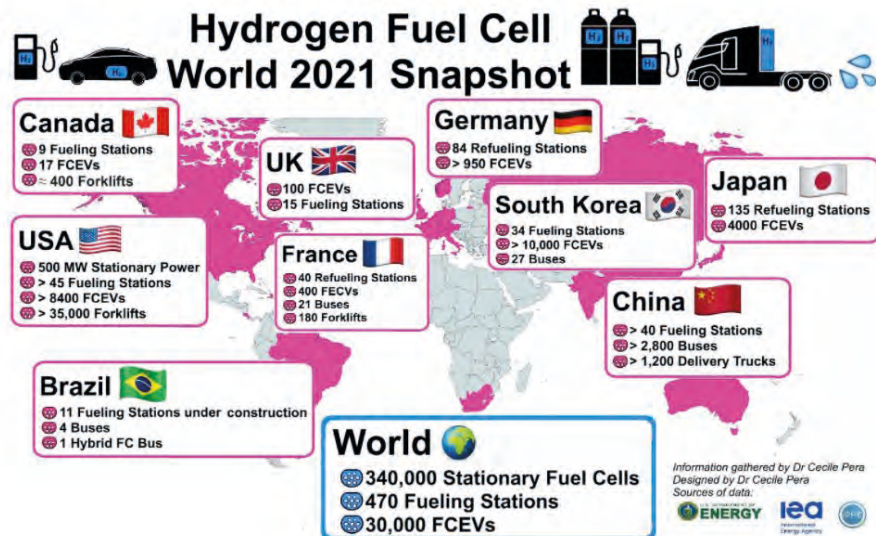 Hydrogen Fuel Cell
World 2021 Snapshot
H₂
H₂
H₂
H₂
H₂
H₂
Canada
9 Fueling Stations
17 FCEVs
≈ 400 Forklifts
UK
100 FCEVs
15 Fueling Stations
Germany
84 Refueling Stations
> 950 FCEVs
South Korea
34 Fueling Stations
> 10,000 FCEVs
27 Buses
Japan
135 Refueling Stations
4000 FCEVs
USA
500 MW Stationary Power
> 45 Fueling Stations
> 8400 FCEVs
> 35,000 Forklifts
France
40 Refueling Stations
400 FECVs
21 Buses
180 Forklifts
China
> 40 Fueling Stations
> 2,800 Buses
> 1,200 Delivery Trucks
Brazil
11 Fueling Stations under construction
4 Buses
1 Hybrid FC Bus
World
340,000 Stationary Fuel Cells
470 Fueling Stations
30,000 FCEVs
Information gathered by Dr Cecile Pera
Designed by Dr Cecile Pera
Sources of data:
U.S. DEPARTMENT OF
ENERGY
iea
International
Energy Agency